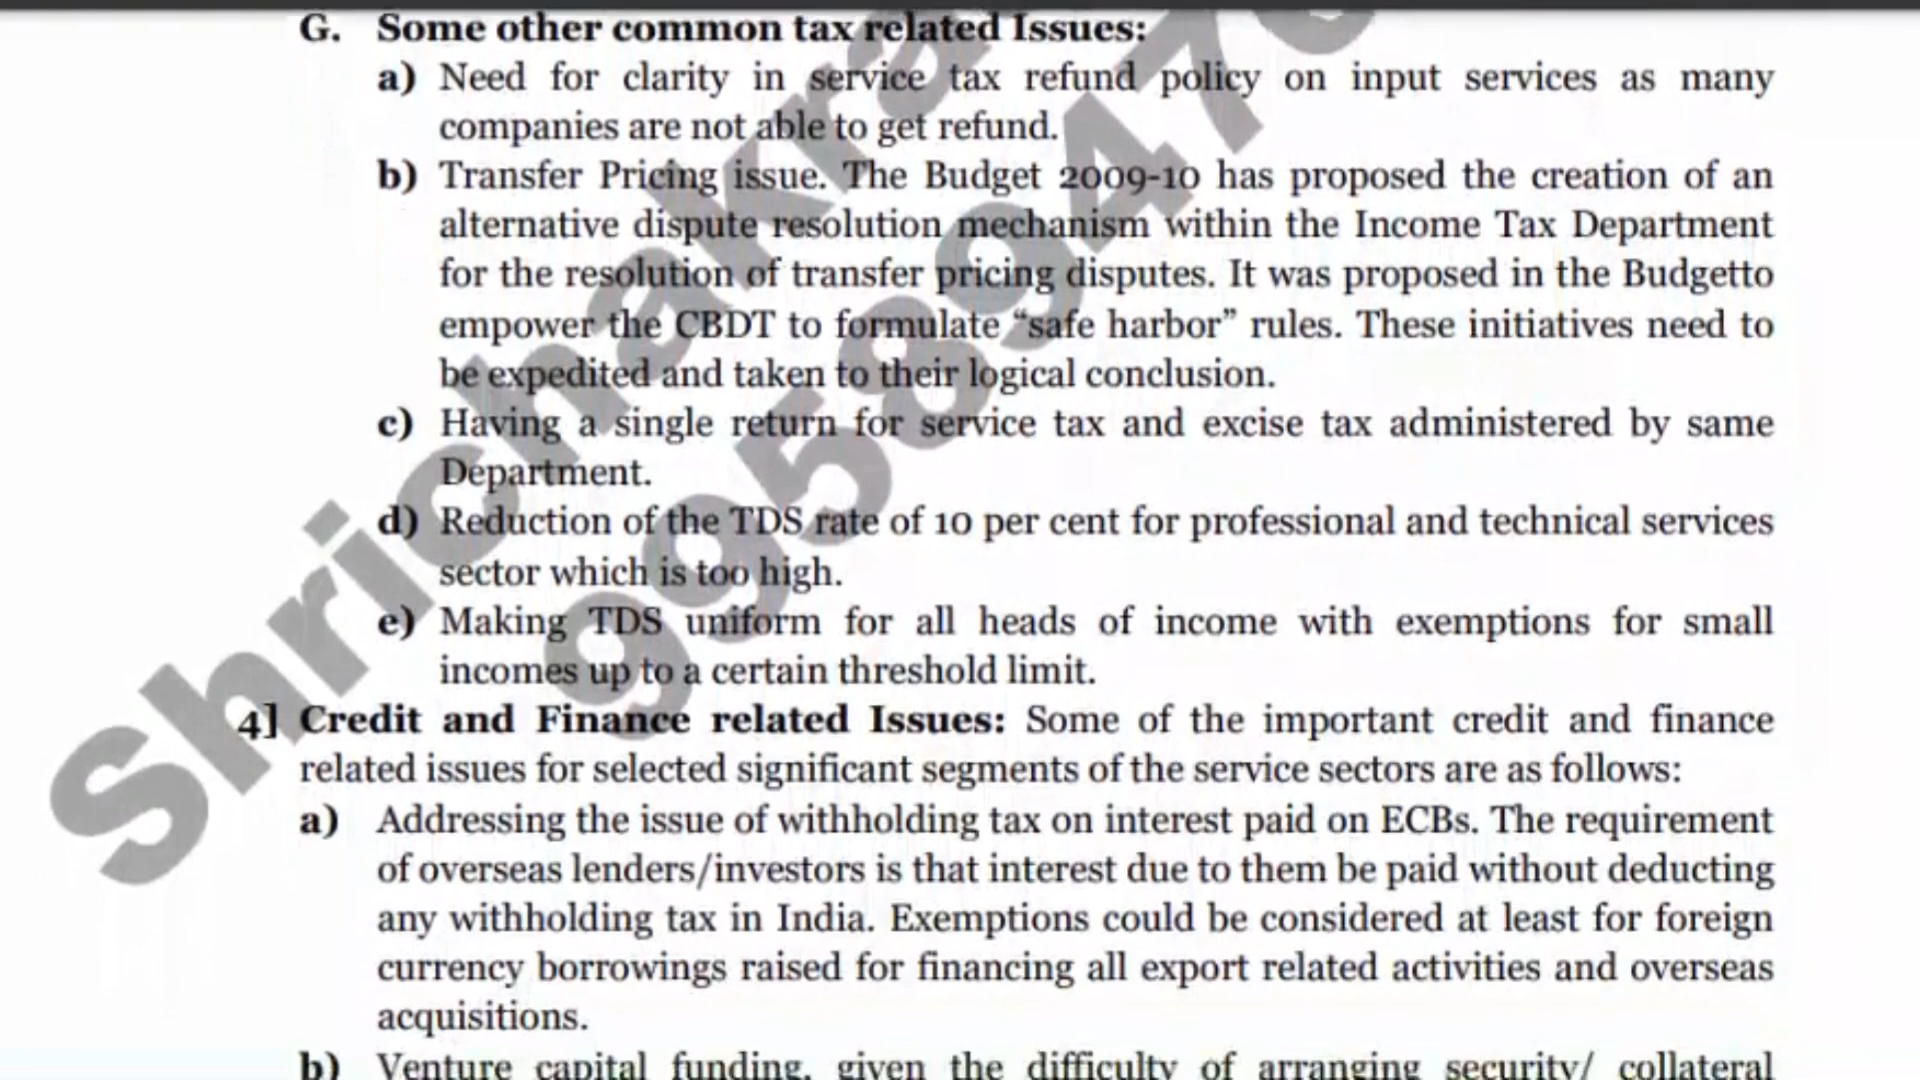 G. Some other common tax related Issues:
a) Need for clarity in service tax refund policy on input services as many
companies are not able to get refund.
b) Transfer Pricing issue. The Budget 2009-10 has proposed the creation of an
alternative dispute resolution mechanism within the Income Tax Department
for the resolution of transfer pricing disputes. It was proposed in the Budgetto
empower the CBDT to formulate “safe harbor” rules. These initiatives need to
be expedited and taken to their logical conclusion.
c) Having a single return for service tax and excise tax administered by same
Department.
d) Reduction of the TDS rate of 10 per cent for professional and technical services
sector which is too high.
e) Making TDS uniform for all heads of income with exemptions for small
incomes up to a certain threshold limit.
4] Credit and Finance related Issues: Some of the important credit and finance
related issues for selected significant segments of the service sectors are as follows:
a) Addressing the issue of withholding tax on interest paid on ECBs. The requirement
of overseas lenders/investors is that interest due to them be paid without deducting
any withholding tax in India. Exemptions could be considered at least for foreign
currency borrowings raised for financing all export related activities and overseas
acquisitions.
b) Venture capital funding, given the difficulty of arranging security/ collateral